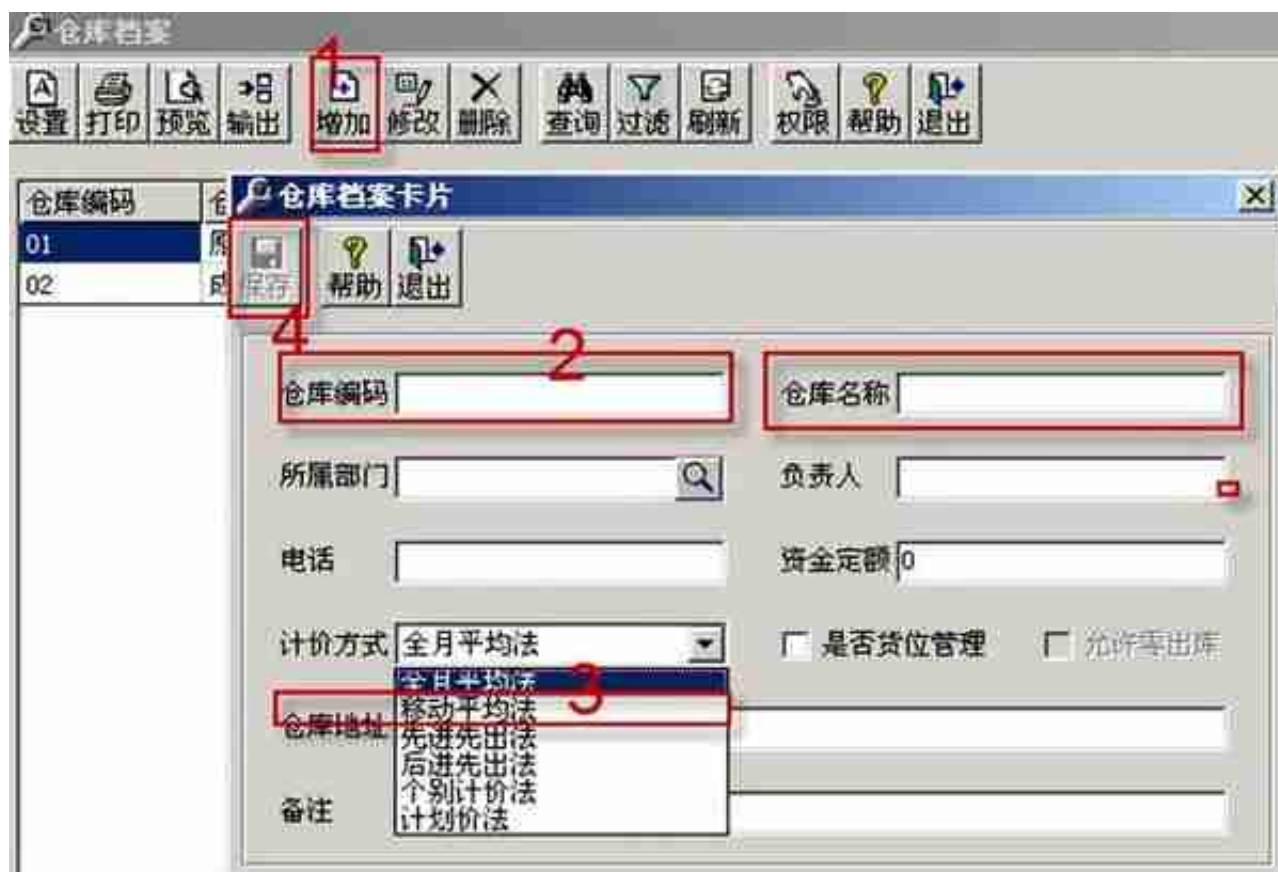 仓库档案
1
设置 打印 预览 输出 增加 修改 删除 查询 过滤 刷新 权限 帮助 退出
仓库编码
仓库档案卡片
01
02
保存 帮助 退出
4
2
仓库编码 仓库名称
所属部门 负责人
电话 资金定额 0
计价方式 全月平均法 是否货位管理 允许零出库
全月平均法
移动平均法
3
仓库地址
先进先出法
后进先出法
个别计价法
备注
计划价法